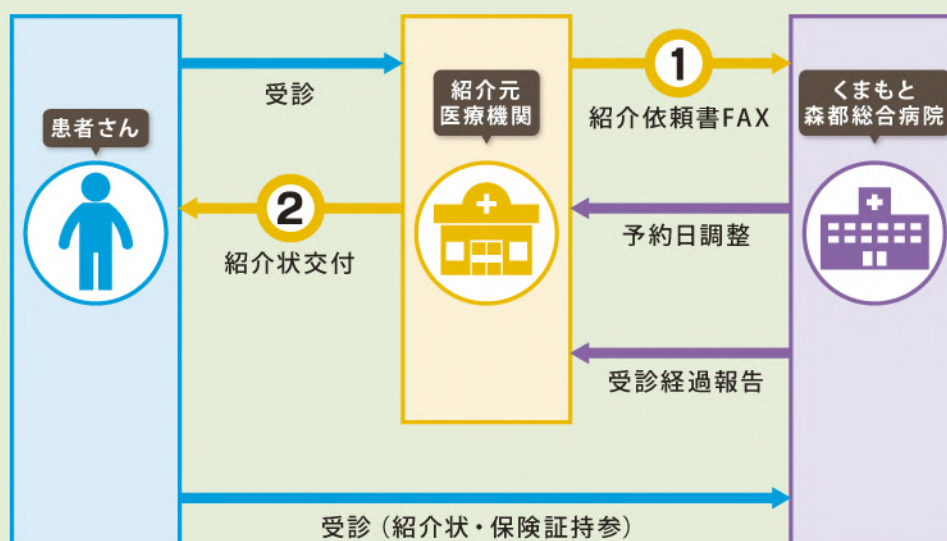 患者さん
受診
紹介元
医療機関
1
紹介依頼書FAX
くまもと
森都総合病院
2
紹介状交付
予約日調整
受診経過報告
受診（紹介状・保険証持参）